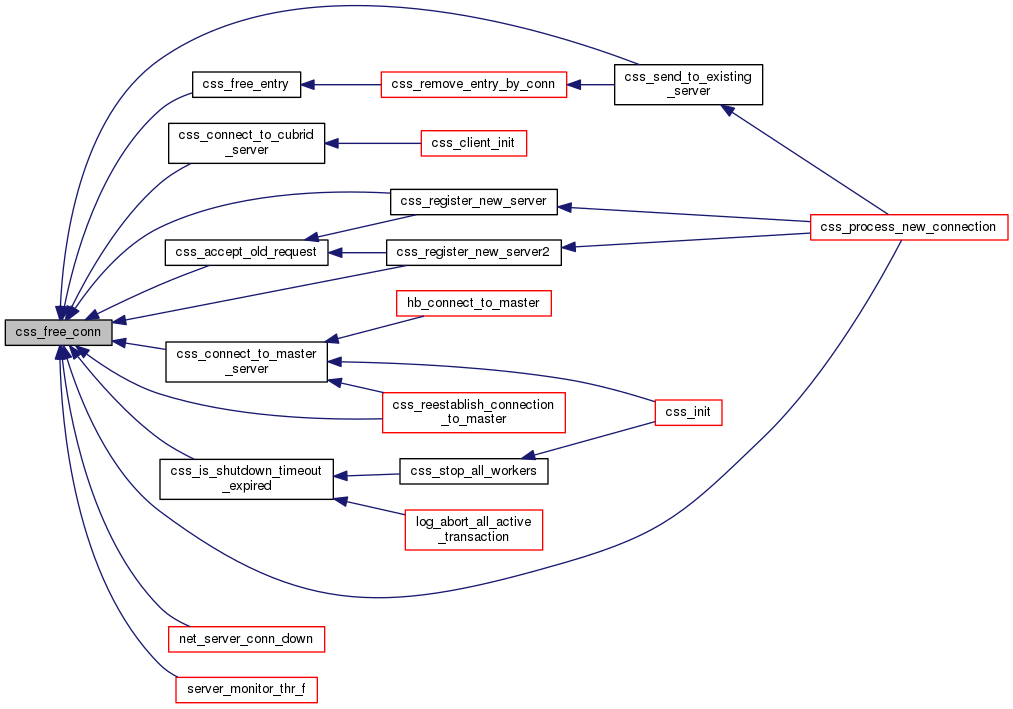 css_send_to_existing
_server
css_free_entry
css_remove_entry_by_conn
css_connect_to_cubrid
_server
css_client_init
css_register_new_server
css_process_new_connection
css_accept_old_request
css_register_new_server2
hb_connect_to_master
css_free_conn
css_connect_to_master
_server
css_reestablish_connection
_to_master
css_init
css_is_shutdown_timeout
_expired
css_stop_all_workers
log_abort_all_active
_transaction
net_server_conn_down
server_monitor_thr_f